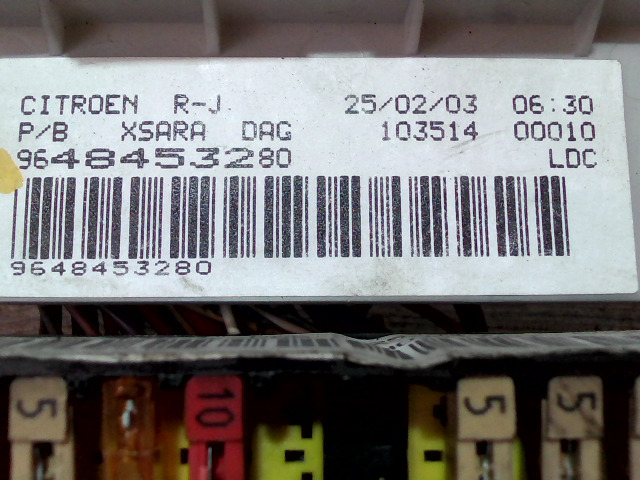 CITROEN R-J 25/02/03 06:30
P/B XSARA DAG 103514 00010
9648453280 LDC
9648453280
5 10 5 5